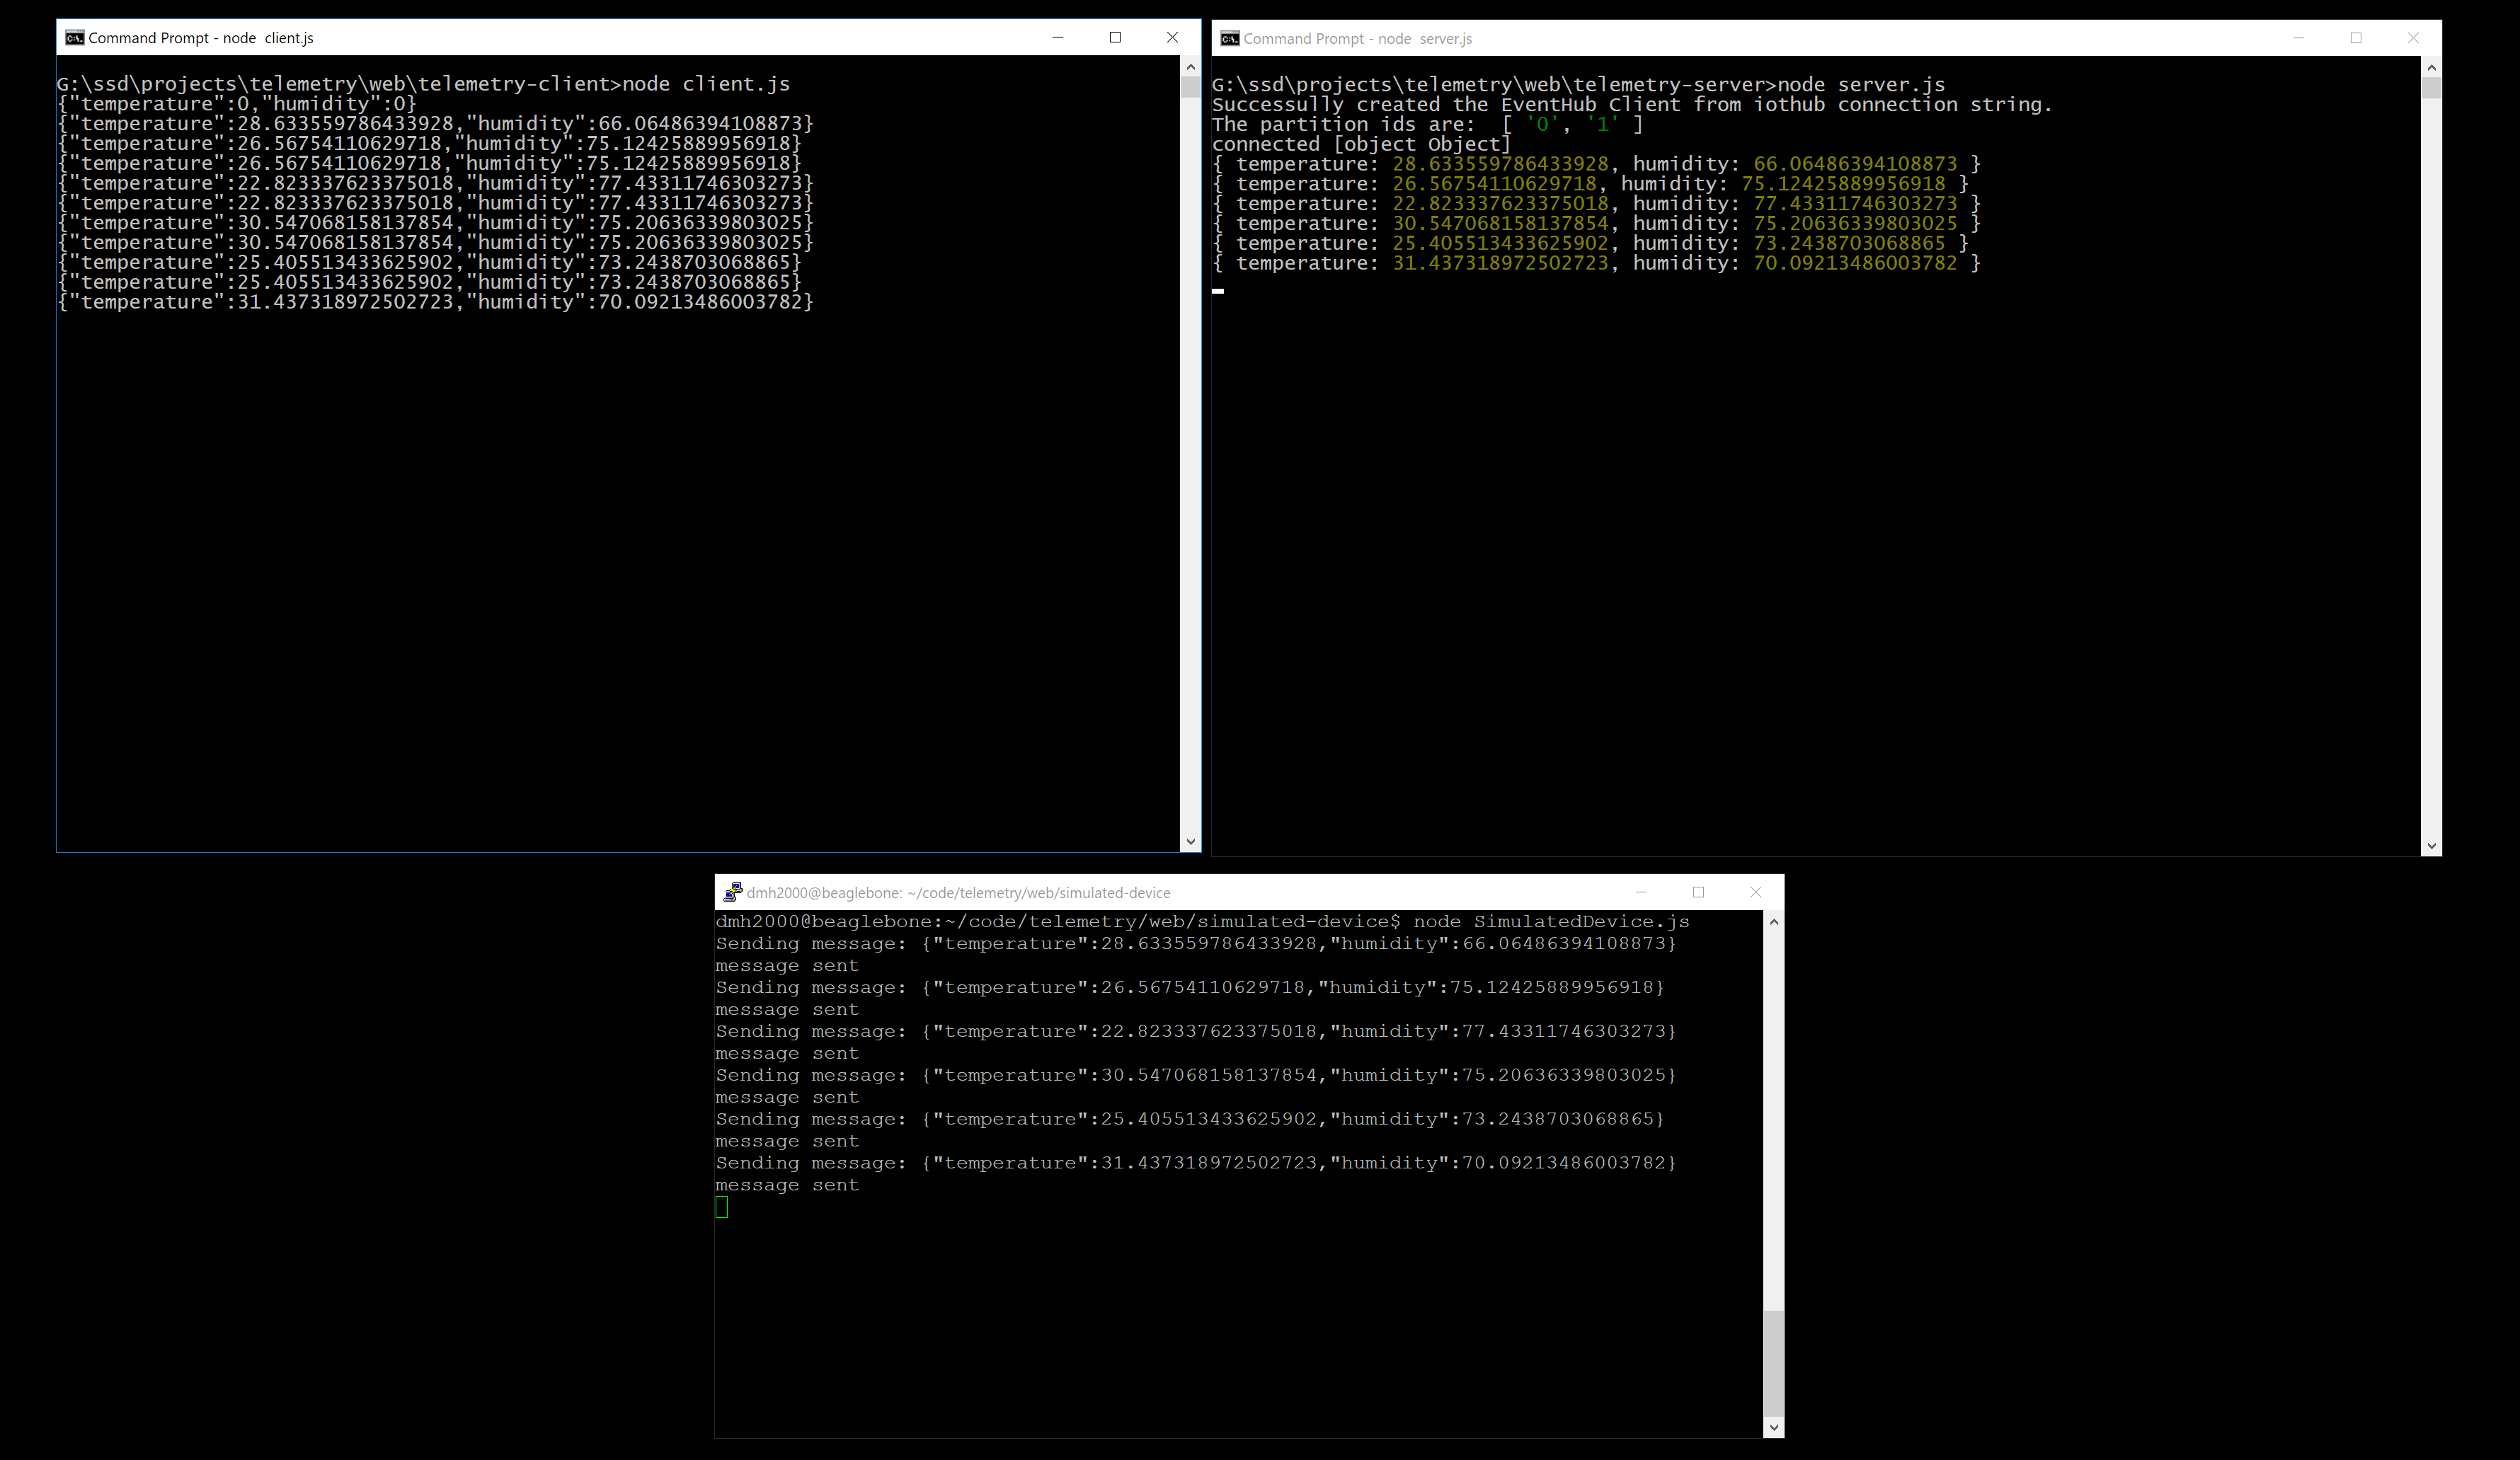 Command Prompt - node  client.js
G:\ssd\projects\telemetry\web\telemetry-client>node client.js
{"temperature":0,"humidity":0}
{"temperature":28.633559786433928,"humidity":66.06486394108873}
{"temperature":26.56754110629718,"humidity":75.12425889956918}
{"temperature":26.56754110629718,"humidity":75.12425889956918}
{"temperature":22.823337623375018,"humidity":77.43311746303273}
{"temperature":22.823337623375018,"humidity":77.43311746303273}
{"temperature":30.547068158137854,"humidity":75.20636339803025}
{"temperature":30.547068158137854,"humidity":75.20636339803025}
{"temperature":25.405513433625902,"humidity":73.2438703068865}
{"temperature":25.405513433625902,"humidity":73.2438703068865}
{"temperature":31.437318972502723,"humidity":70.09213486003782}
Command Prompt - node  server.js
G:\ssd\projects\telemetry\web\telemetry-server>node server.js
Successully created the EventHub Client from iothub connection string.
The partition ids are:  [ '0', '1' ]
connected [object Object]
{ temperature: 28.633559786433928, humidity: 66.06486394108873 }
{ temperature: 26.56754110629718, humidity: 75.12425889956918 }
{ temperature: 22.823337623375018, humidity: 77.43311746303273 }
{ temperature: 30.547068158137854, humidity: 75.20636339803025 }
{ temperature: 25.405513433625902, humidity: 73.2438703068865 }
{ temperature: 31.437318972502723, humidity: 70.09213486003782 }
dmh2000@beaglebone: ~/code/telemetry/web/simulated-device
dmh2000@beaglebone:~/code/telemetry/web/simulated-device$ node SimulatedDevice.js
Sending message: {"temperature":28.633559786433928,"humidity":66.06486394108873}
message sent
Sending message: {"temperature":26.56754110629718,"humidity":75.12425889956918}
message sent
Sending message: {"temperature":22.823337623375018,"humidity":77.43311746303273}
message sent
Sending message: {"temperature":30.547068158137854,"humidity":75.20636339803025}
message sent
Sending message: {"temperature":25.405513433625902,"humidity":73.2438703068865}
message sent
Sending message: {"temperature":31.437318972502723,"humidity":70.09213486003782}
message sent